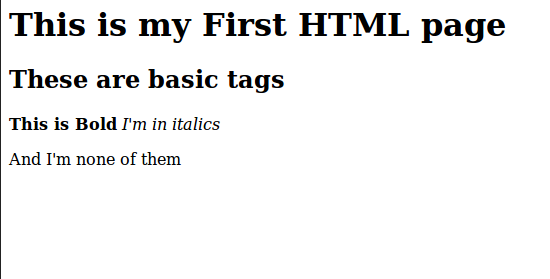 This is my First HTML page
These are basic tags
This is Bold I'm in italics
And I'm none of them